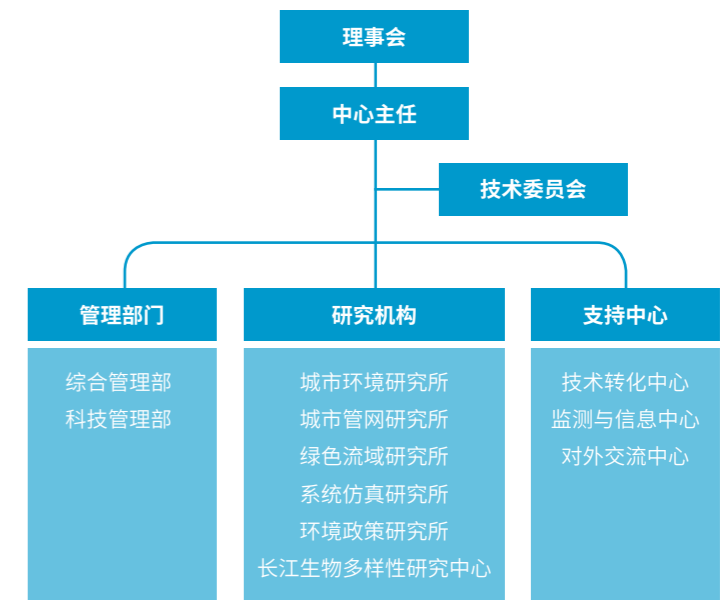 理事会
中心主任
技术委员会
管理部门
综合管理部
科技管理部
研究机构
城市环境研究所
城市管网研究所
绿色流域研究所
系统仿真研究所
环境政策研究所
长江生物多样性研究中心
支持中心
技术转化中心
监测与信息中心
对外交流中心